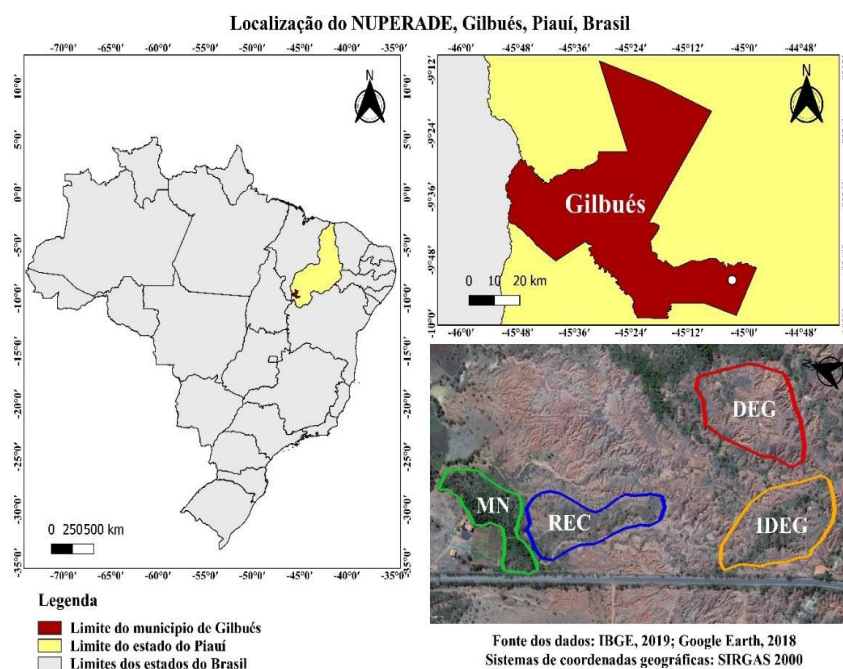 Localização do NUPERADE, Gilbués, Piauí, Brasil
-70°0' -65°0' -60°0' -55°0' -50°0' -45°0' -40°0' -35°0'
10°0'
5°0'
0°0'
-5°0'
-10°0'
-15°0'
-20°0'
-25°0'
-30°0'
-35°0'
N
0 250 500 km
-70°0' -65°0' -60°0' -55°0' -50°0' -45°0' -40°0' -35°0'
-46°0' -45°48' -45°36' -45°24' -45°12' -45°0' -44°48'
-9°12'
-9°24'
-9°36'
-9°48'
-10°0'
N
Gilbués
0 10 20 km
-46°0' -45°48' -45°36' -45°24' -45°12' -45°0' -44°48'
DEG
MN
REC
IDEG
Legenda
Limite do municipio de Gilbués
Limite do estado do Piauí
Limites dos estados do Brasil
Fonte dos dados: IBGE, 2019; Google Earth, 2018
Sistemas de coordenadas geográficas: SIRGAS 2000